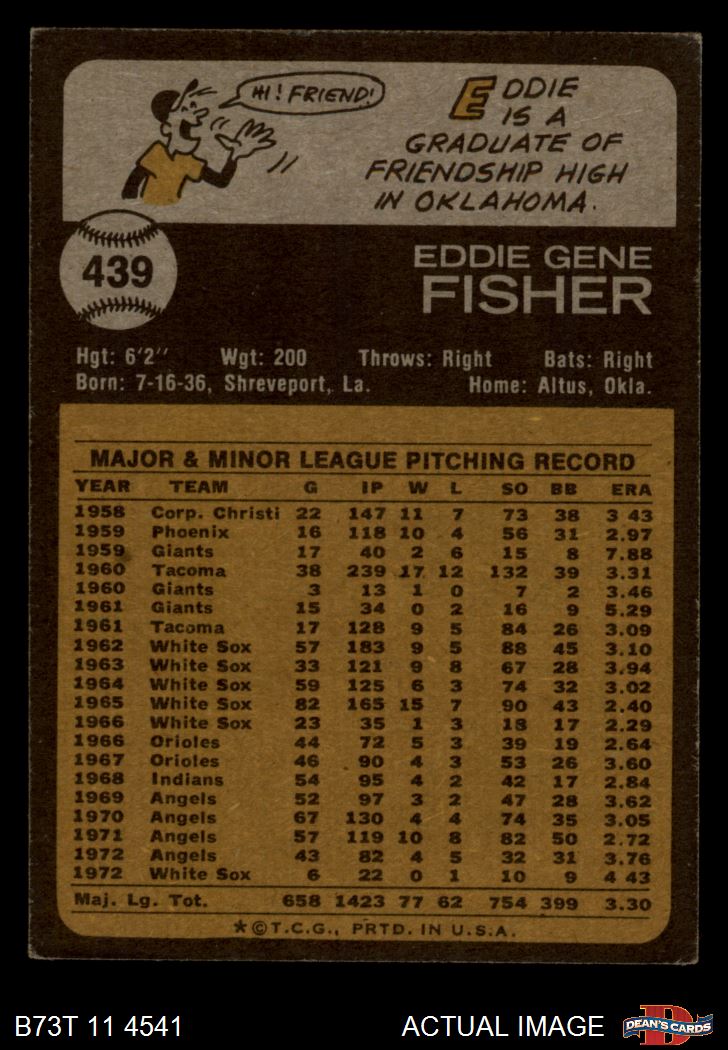 HI! FRIEND!
EDDIE
IS A
GRADUATE OF
FRIENDSHIP HIGH
IN OKLAHOMA.
439
EDDIE GENE
FISHER
Hgt: 6'2" Wgt: 200 Throws: Right Bats: Right
Born: 7-16-36, Shreveport, La. Home: Altus, Okla.
MAJOR & MINOR LEAGUE PITCHING RECORD
YEAR TEAM G IP W L SO BB ERA
1958 Corp. Christi 22 147 11 7 73 38 3 43
1959 Phoenix 16 118 10 4 56 31 2.97
1959 Giants 17 40 2 6 15 8 7.88
1960 Tacoma 38 239 17 12 132 39 3.31
1960 Giants 3 13 1 0 7 2 3.46
1961 Giants 15 34 0 2 16 9 5.29
1961 Tacoma 17 128 9 5 84 26 3.09
1962 White Sox 57 183 9 5 88 45 3.10
1963 White Sox 33 121 9 8 67 28 3.94
1964 White Sox 59 125 6 3 74 32 3.02
1965 White Sox 82 165 15 7 90 43 2.40
1966 White Sox 23 35 1 3 18 17 2.29
1966 Orioles 44 72 5 3 39 19 2.64
1967 Orioles 46 90 4 3 53 26 3.60
1968 Indians 54 95 4 2 42 17 2.84
1969 Angels 52 97 3 2 47 28 3.62
1970 Angels 67 130 4 4 74 35 3.05
1971 Angels 57 119 10 8 82 50 2.72
1972 Angels 43 82 4 5 32 31 3.76
1972 White Sox 6 22 0 1 10 9 4 43
Maj. Lg. Tot. 658 1423 77 62 754 399 3.30
*©T.C.G., PRTD. IN U.S.A.
B73T 11 4541 ACTUAL IMAGE DEAN'S CARDS